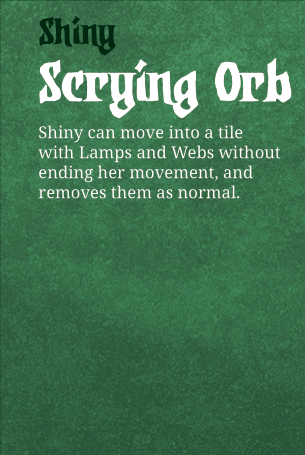 Shiny
Scrying Orb
Shiny can move into a tile
with Lamps and Webs without
ending her movement, and
removes them as normal.